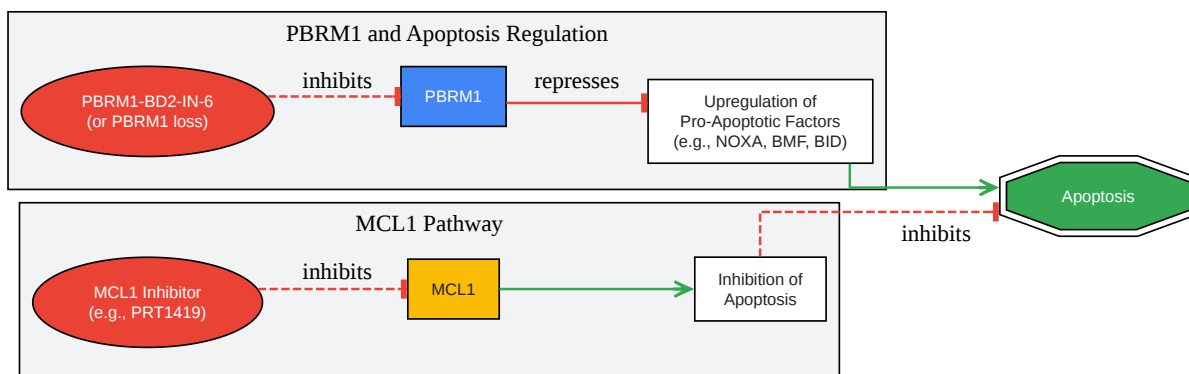 PBRM1 and Apoptosis Regulation
inhibits
represses
PBRM1-BD2-IN-6
(or PBRM1 loss)
PBRM1
Upregulation of
Pro-Apoptotic Factors
(e.g., NOXA, BMF, BID)
Apoptosis
MCL1 Pathway
inhibits
inhibits
MCL1 Inhibitor
(e.g., PRT1419)
MCL1
Inhibition of
Apoptosis